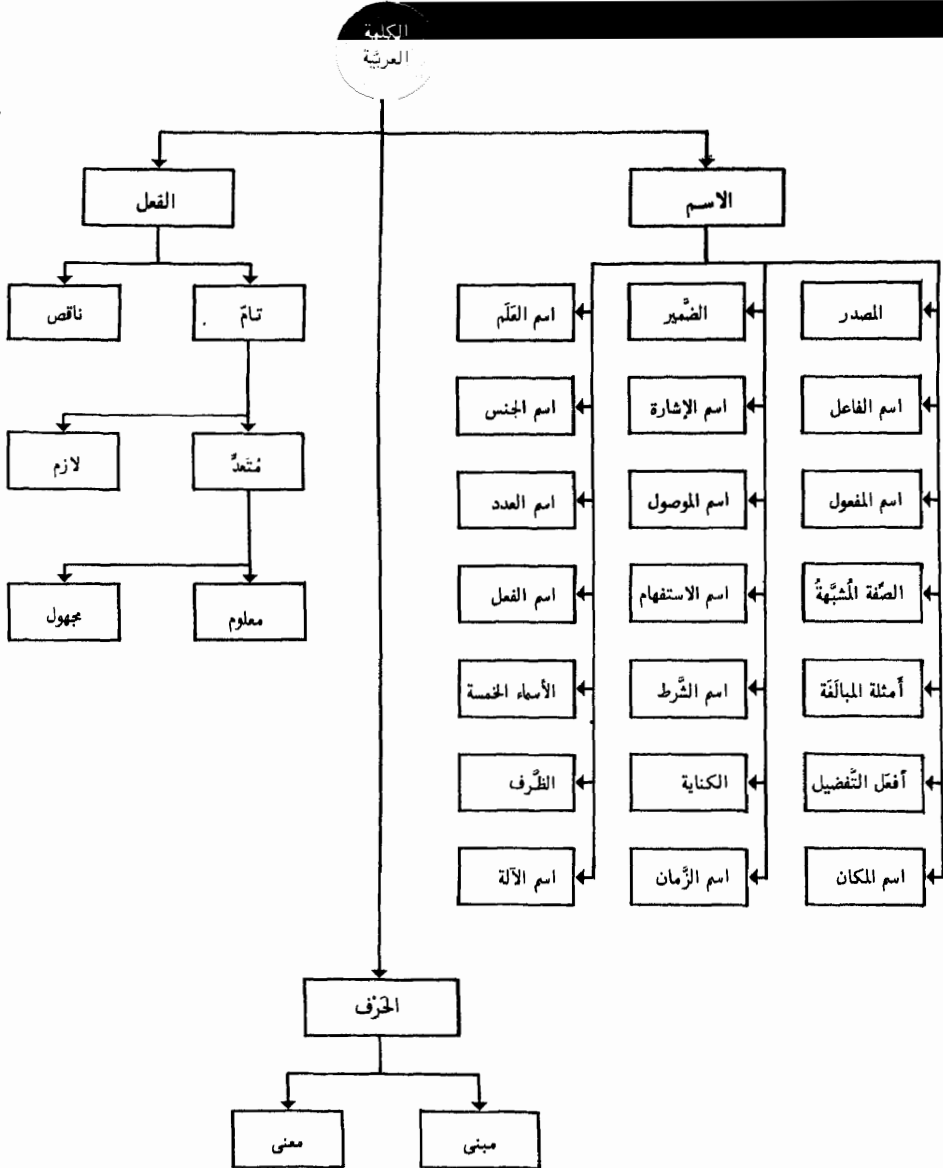 الكلمة
العربيّة
الاسم
الفعل
المصدر
الضَّمير
اسم العَلَم
تامّ
ناقص
اسم الفاعل
اسم الإشارة
اسم الجنس
مُتَعدٍّ
لازم
اسم المفعول
اسم الموصول
اسم العدد
الصِّفة المُشبَّهةُ
اسم الاستفهام
اسم الفعل
معلوم
مجهول
أمثلة المبالَغَة
اسم الشَّرط
الأسماء الخمسة
أفعَل التَّفضيل
الكناية
الظَّرف
اسم المكان
اسم الزَّمان
اسم الآلة
الحَرْف
مبنى
معنى